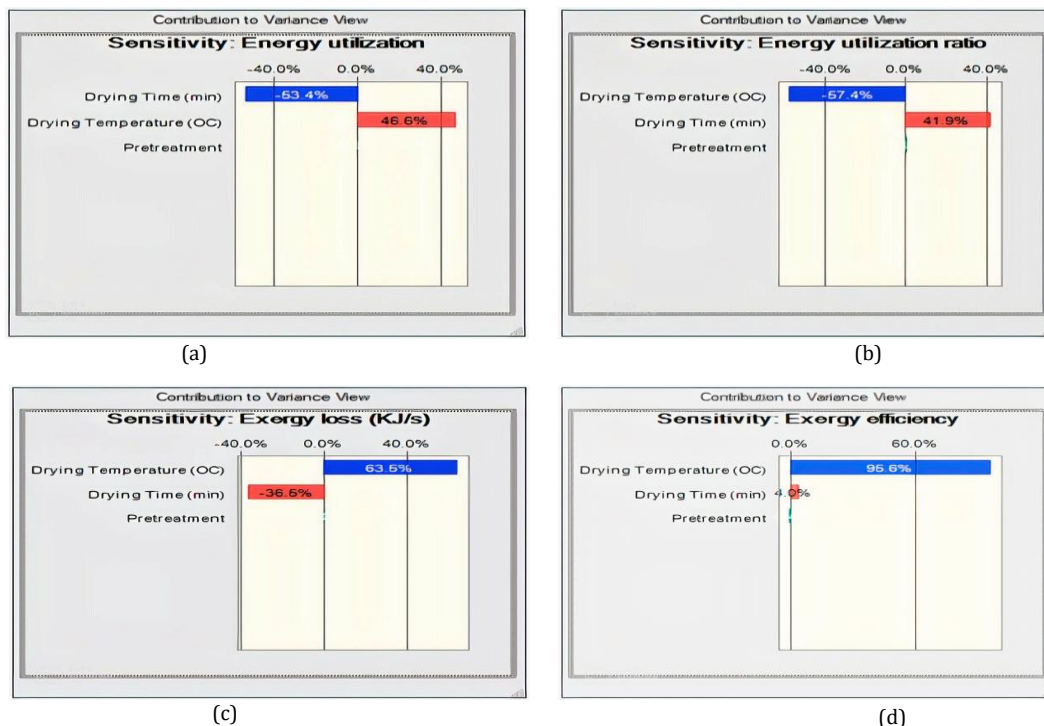 Contribution to Variance View
Sensitivity: Energy utilization
-40.0% 0.0% 40.0%
Drying Time (min) -53.4%
Drying Temperature (OC) 46.6%
Pretreatment
(a)
Contribution to Variance View
Sensitivity: Energy utilization ratio
-40.0% 0.0% 40.0%
Drying Temperature (OC) -57.4%
Drying Time (min) 41.9%
Pretreatment
(b)
Contribution to Variance View
Sensitivity: Exergy loss (KJ/s)
-40.0% 0.0% 40.0%
Drying Temperature (OC) 63.5%
Drying Time (min) -36.5%
Pretreatment
(c)
Contribution to Variance View
Sensitivity: Exergy efficiency
0.0% 60.0%
Drying Temperature (OC) 95.6%
Drying Time (min) 4.0%
Pretreatment
(d)